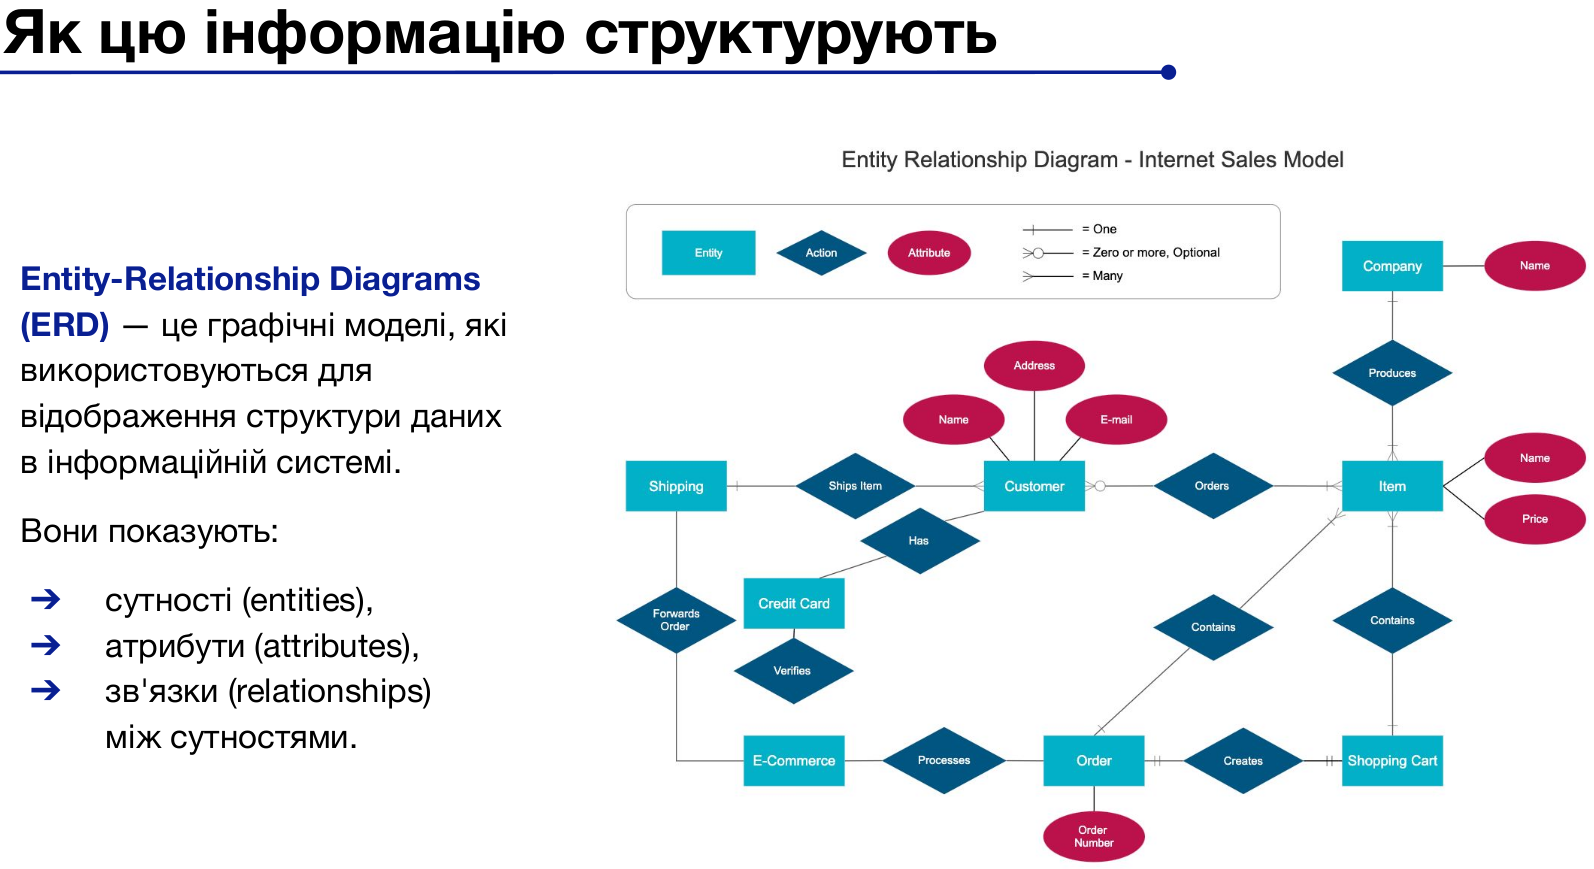 Як цю інформацію структурують
Entity Relationship Diagram - Internet Sales Model
Entity
Action
Attribute
= One
= Zero or more, Optional
= Many
Entity-Relationship Diagrams
(ERD) — це графічні моделі, які
використовуються для
відображення структури даних
в інформаційній системі.
Вони показують:
➔ сутності (entities),
➔ атрибути (attributes),
➔ зв'язки (relationships)
між сутностями.
Company
Name
Produces
Address
Name
E-mail
Shipping
Ships Item
Customer
Orders
Item
Name
Price
Has
Credit Card
Forwards
Order
Verifies
Contains
Contains
E-Commerce
Processes
Order
Creates
Shopping Cart
Order
Number